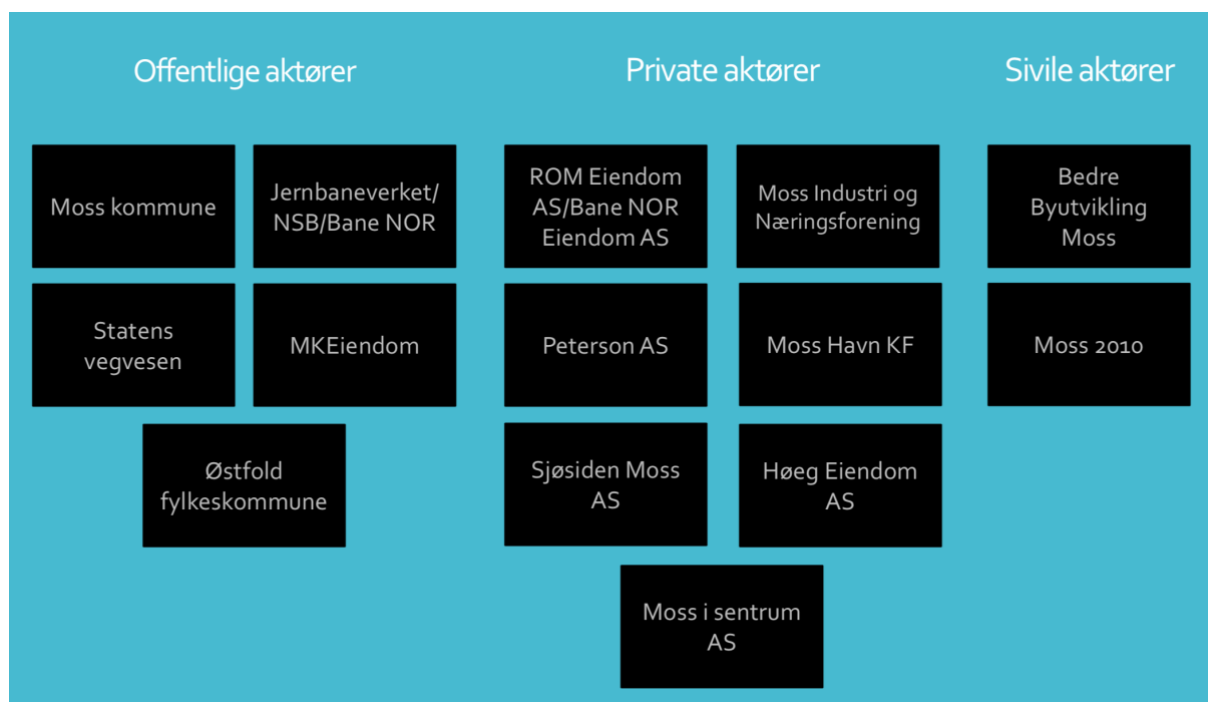 Offentlige aktører
Private aktører
Sivile aktører
Moss kommune
Jernbaneverket/
NSB/Bane NOR
ROM Eiendom
AS/Bane NOR
Eiendom AS
Moss Industri og
Næringsforening
Bedre
Byutvikling
Moss
Statens
vegvesen
MKEiendom
Peterson AS
Moss Havn KF
Moss 2010
Østfold
fylkeskommune
Sjøsiden Moss
AS
Høeg Eiendom
AS
Moss i sentrum
AS